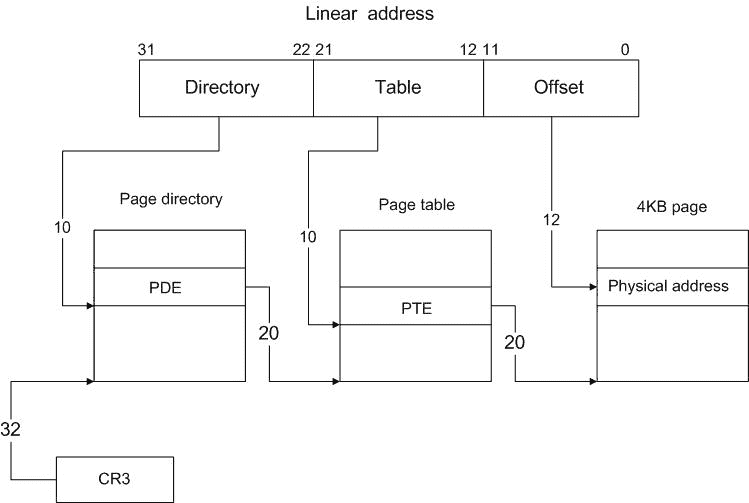 Linear address
31 22 21 12 11 0
Directory Table Offset
Page directory Page table 4KB page
10 10 12
PDE PTE Physical address
20 20
32
CR3